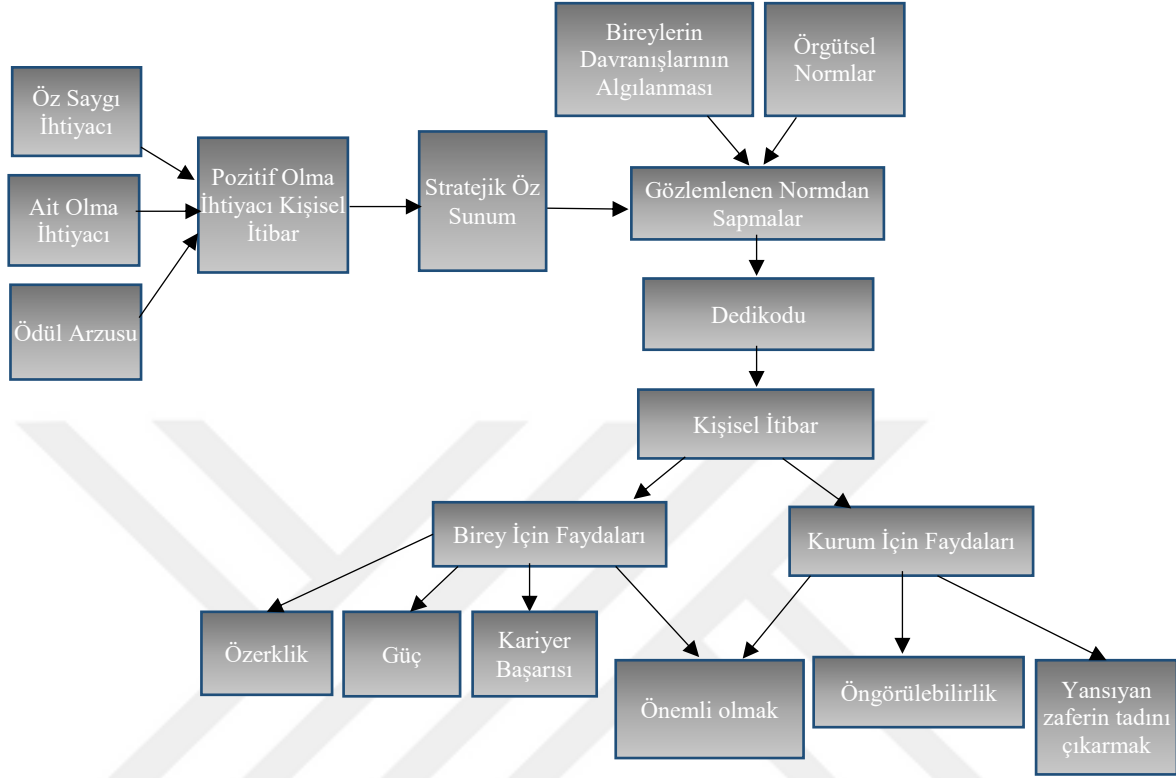 Bireylerin
Davranışlarının
Algılanması
Örgütsel
Normlar
Öz Saygı
İhtiyacı
Ait Olma
İhtiyacı
Ödül Arzusu
Pozitif Olma
İhtiyacı Kişisel
İtibar
Stratejik Öz
Sunum
Gözlemlenen Normdan
Sapmalar
Dedikodu
Kişisel İtibar
Birey İçin Faydaları
Kurum İçin Faydaları
Özerklik
Güç
Kariyer
Başarısı
Önemli olmak
Öngörülebilirlik
Yansıyan
zaferin tadını
çıkarmak